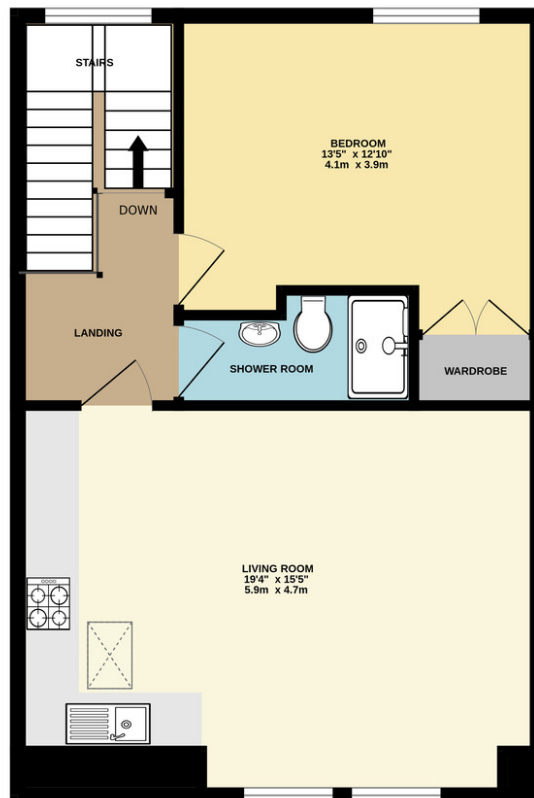 STAIRS
BEDROOM
13'5" x 12'10"
4.1m x 3.9m
DOWN
LANDING
SHOWER ROOM
WARDROBE
LIVING ROOM
19'4" x 15'5"
5.9m x 4.7m